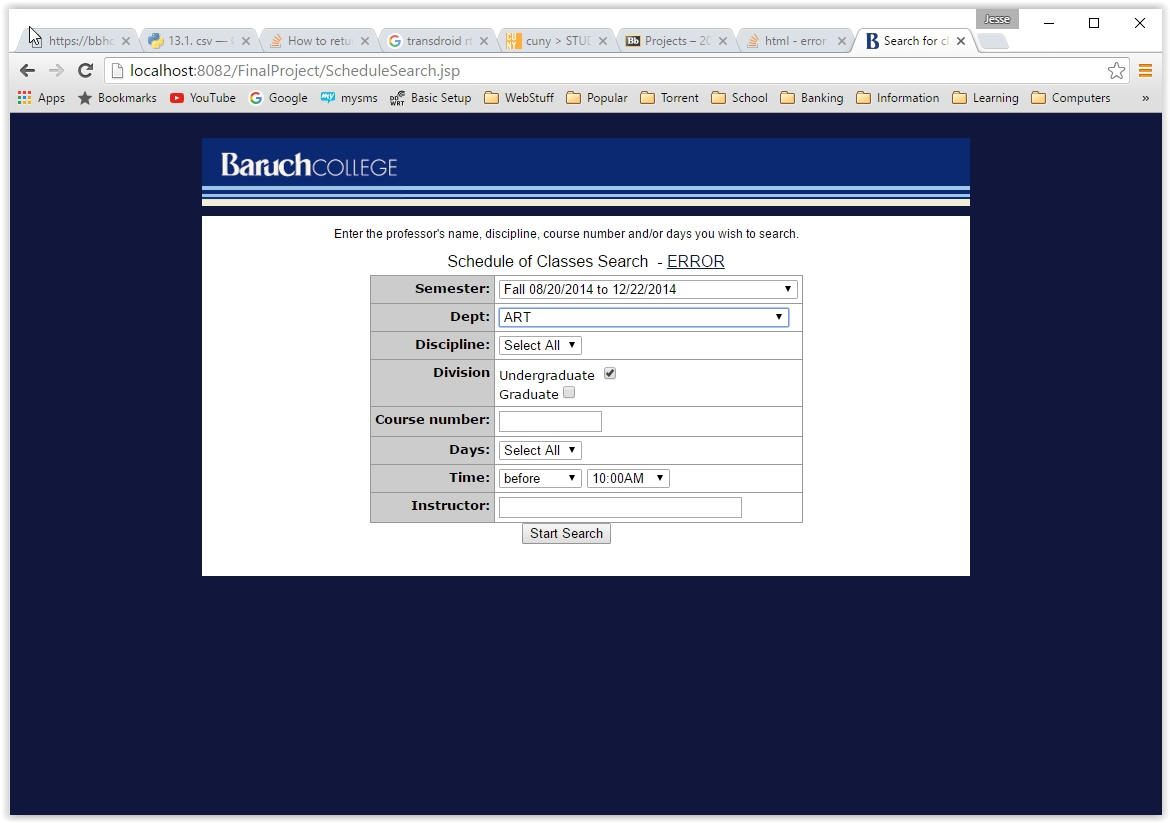 Jesse
https://bbhc
13.1. csv — C
How to retu
transdroid rt
cuny > STUD
Projects – 20
html - error
Search for cl
localhost:8082/FinalProject/ScheduleSearch.jsp
Apps Bookmarks YouTube Google mysms Basic Setup WebStuff Popular Torrent School Banking Information Learning Computers »
Baruch COLLEGE
Enter the professor's name, discipline, course number and/or days you wish to search.
Schedule of Classes Search - ERROR
Semester: Fall 08/20/2014 to 12/22/2014
Dept: ART
Discipline: Select All
Division Undergraduate
Graduate
Course number:
Days: Select All
Time: before 10:00AM
Instructor:
Start Search